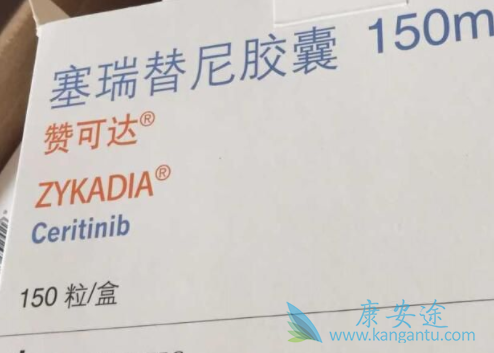 塞瑞替尼胶囊 150m
赞可达®
ZYKADIA®
Ceritinib
150 粒/盒
康安途
www.kangantu.com